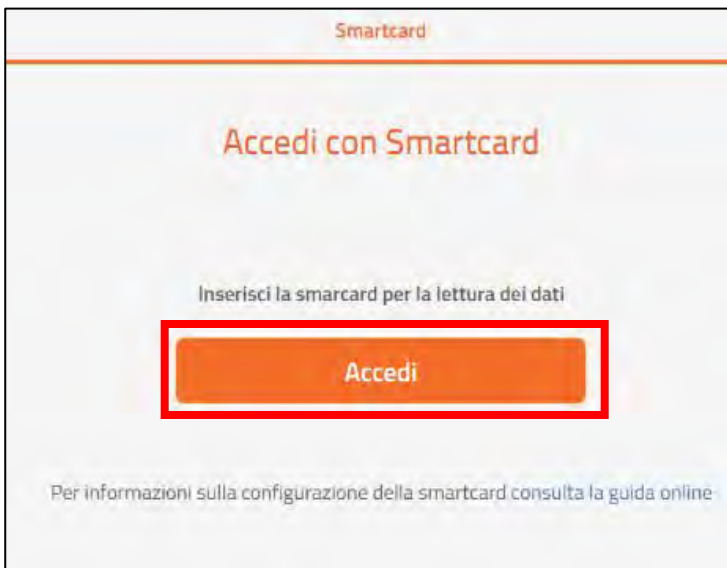 Smartcard
Accedi con Smartcard
Inserisci la smarcard per la lettura dei dati
Accedi
Per informazioni sulla configurazione della smartcard consulta la guida online